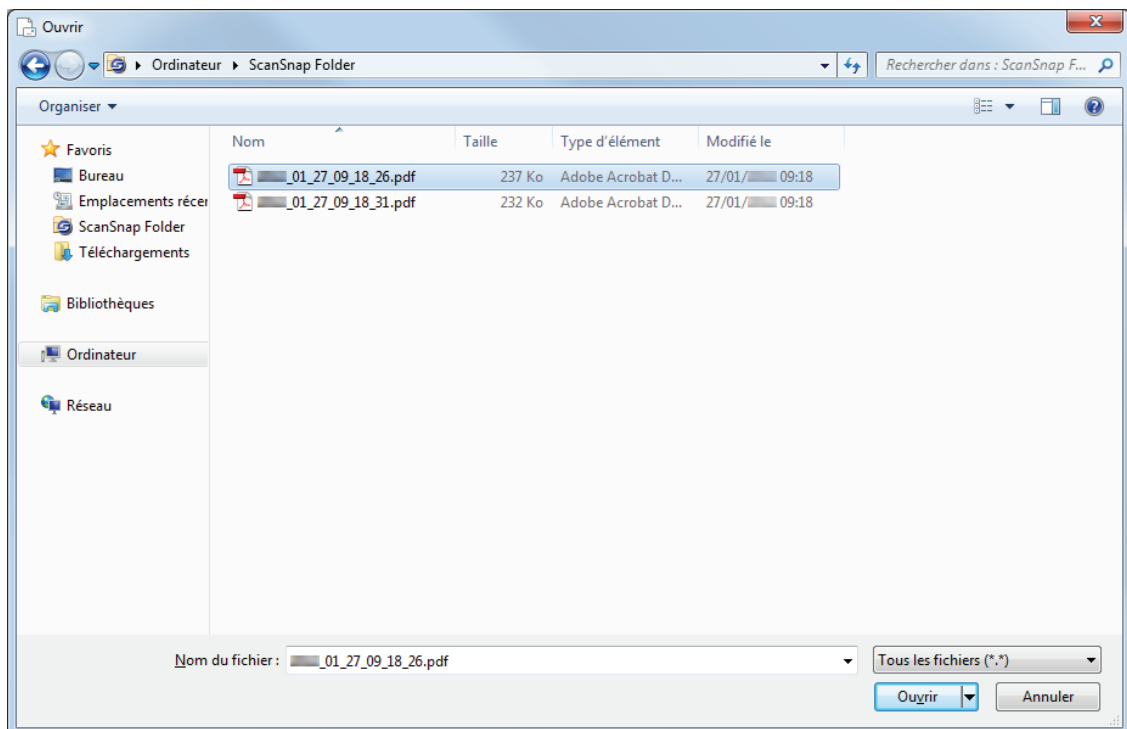 Ouvrir
Ordinateur ▸ ScanSnap Folder
Rechercher dans : ScanSnap F...
Organiser
Nom Taille Type d'élément Modifié le
Favoris
Bureau
Emplacements récer
ScanSnap Folder
Téléchargements
Bibliothèques
Ordinateur
Réseau
_01_27_09_18_26.pdf 237 Ko Adobe Acrobat D... 27/01/ 09:18
_01_27_09_18_31.pdf 232 Ko Adobe Acrobat D... 27/01/ 09:18
Nom du fichier : _01_27_09_18_26.pdf
Tous les fichiers (*.*)
Ouvrir Annuler